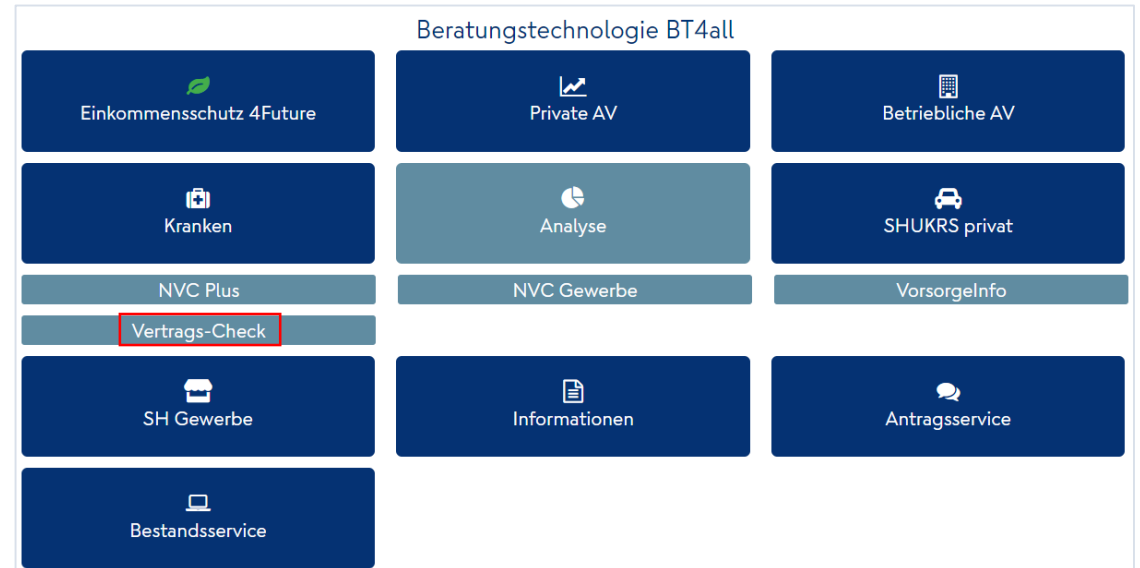 Beratungstechnologie BT4all
Einkommensschutz 4Future
Private AV
Betriebliche AV
Kranken
Analyse
SHUKRS privat
NVC Plus
NVC Gewerbe
VorsorgeInfo
Vertrags-Check
SH Gewerbe
Informationen
Antragsservice
Bestandsservice